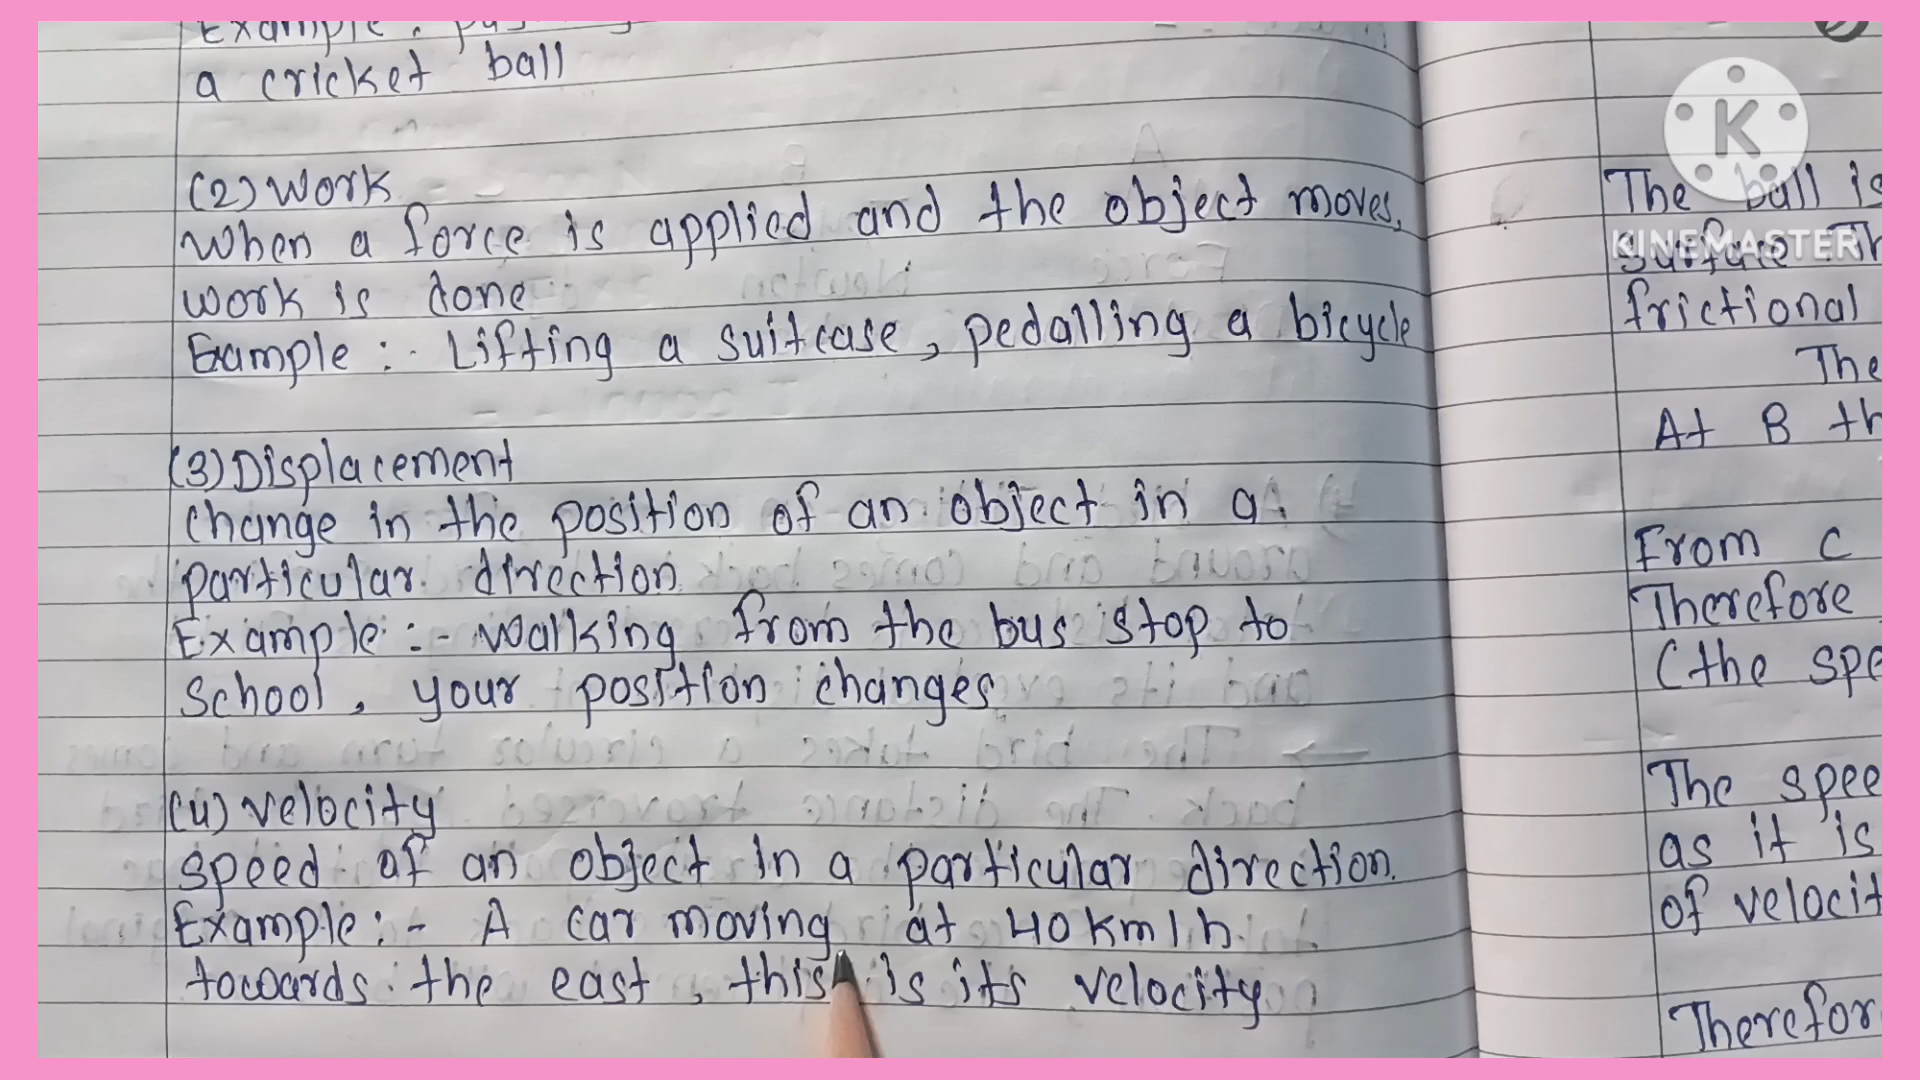 Example :
a cricket ball
(2) Work
When a force is applied and the object moves,
work is done
Example :- Lifting a suitcase, pedalling a bicycle
(3) Displacement
Change in the position of an object in a
particular direction
Example :- walking from the bus stop to
School, your position changes
(4) velocity
speed of an object in a particular direction.
Example :- A car moving at 40 km/h.
towards the east, this is its velocity
The ball is
Surface Th
frictional
The
At B th
From C
Therefore
(the spe
The spee
as it is
of velocit
Therefor
K
KINEMASTER